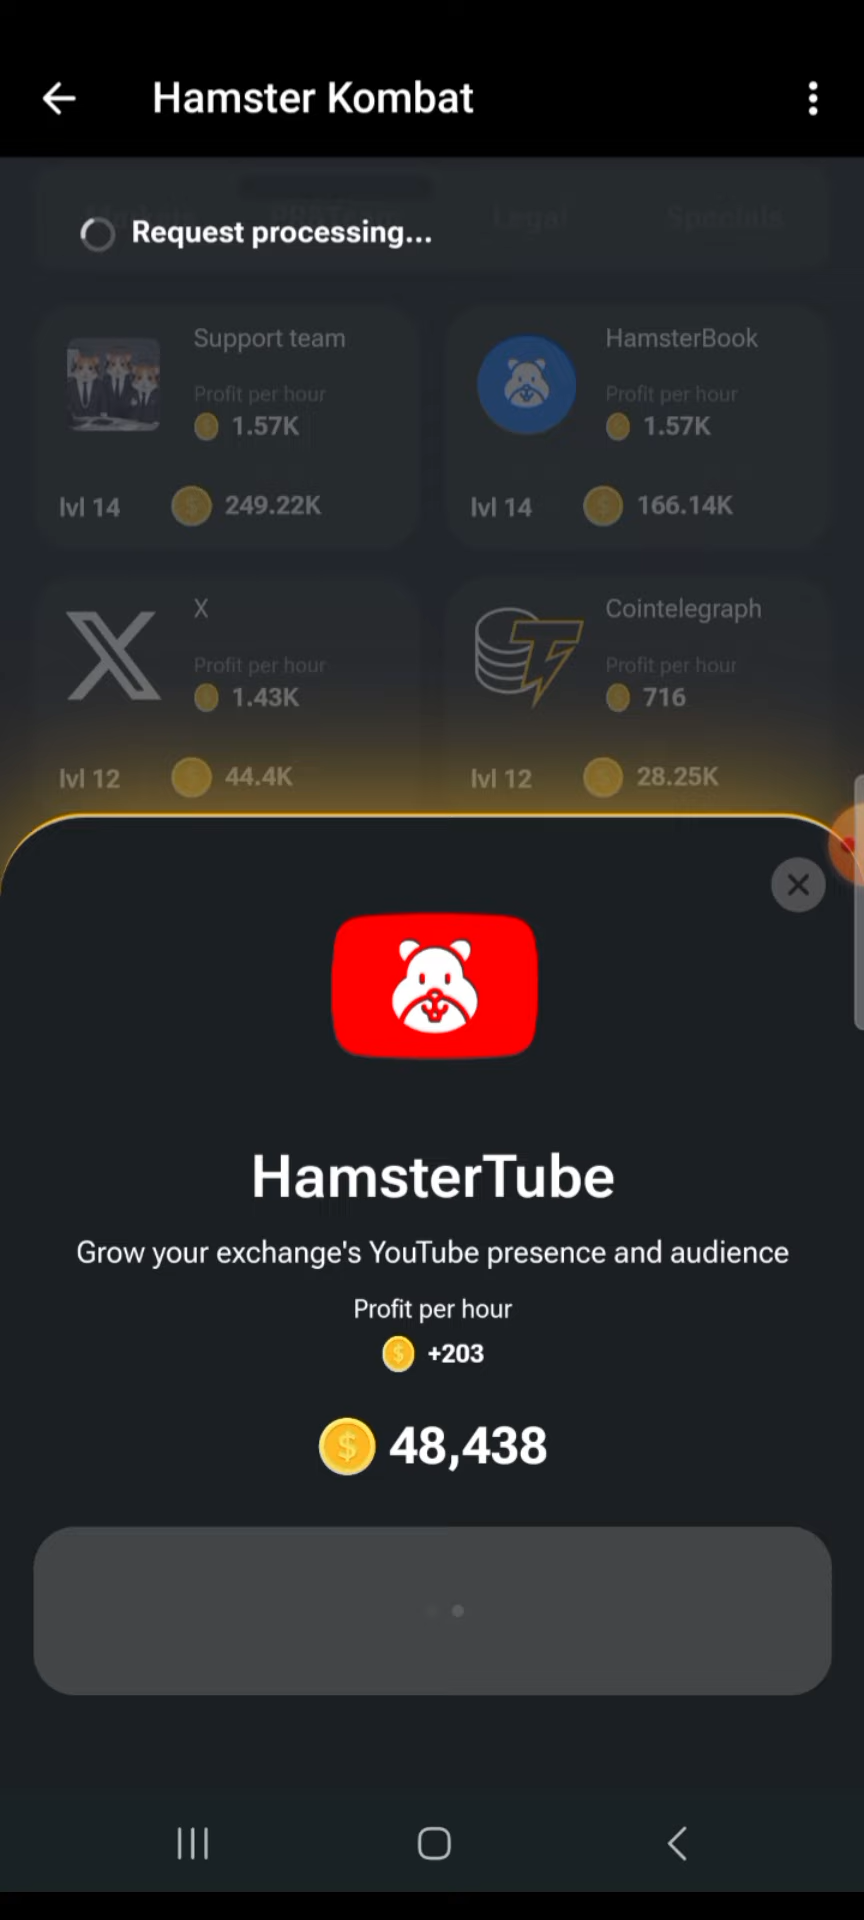 Hamster Kombat
Request processing...
Legal
Specials
Support team
Profit per hour
1.57K
lvl 14
249.22K
HamsterBook
Profit per hour
1.57K
lvl 14
166.14K
X
Profit per hour
1.43K
lvl 12
44.4K
Cointelegraph
Profit per hour
716
lvl 12
28.25K
HamsterTube
Grow your exchange's YouTube presence and audience
Profit per hour
+203
48,438